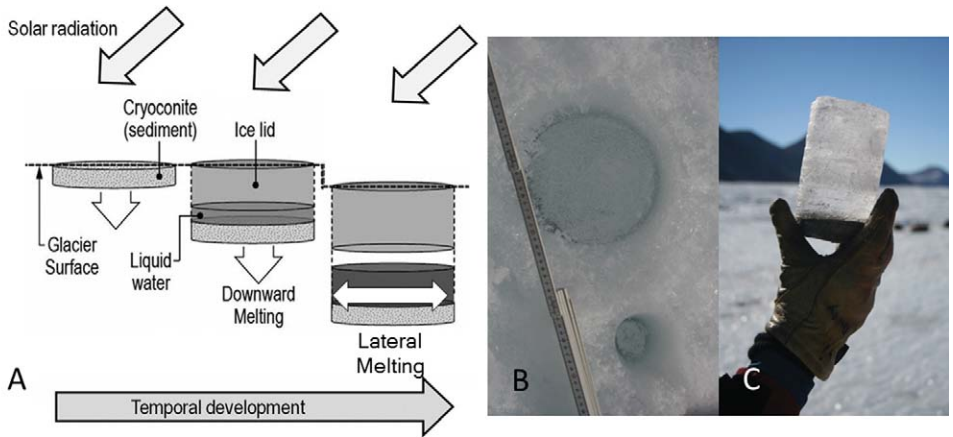 A
Solar radiation
Cryoconite
(sediment)
Ice lid
Glacier
Surface
Liquid
water
Downward
Melting
Lateral
Melting
Temporal development
B
C